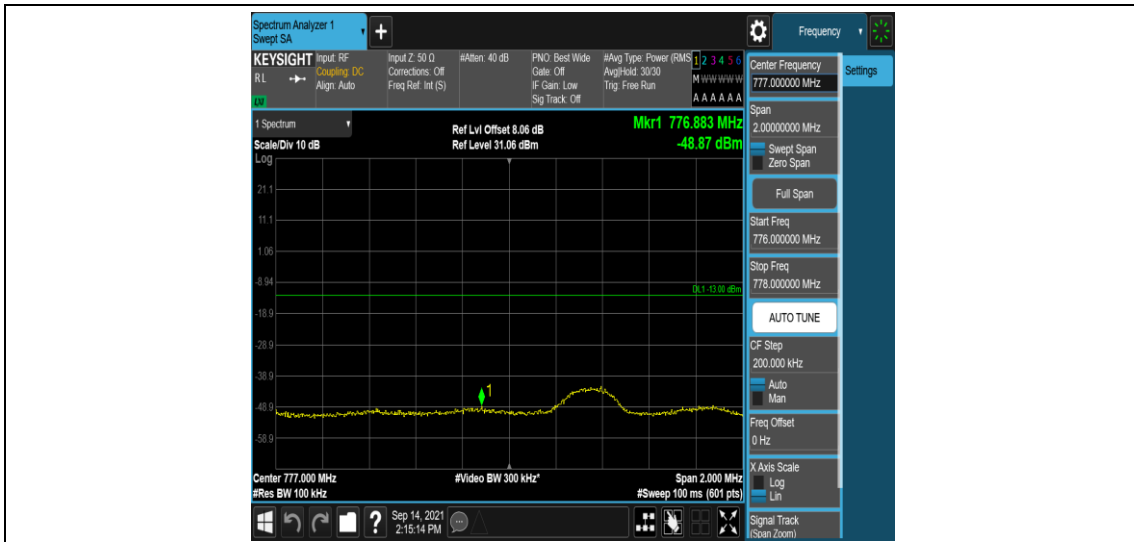 Spectrum Analyzer 1
Swept SA
+
Frequency
KEYSIGHT
RL
LXI
Input: RF
Coupling: DC
Align: Auto
Input Z: 50 Ω
Corrections: Off
Freq Ref: Int (S)
#Atten: 40 dB
PNO: Best Wide
Gate: Off
IF Gain: Low
Sig Track: Off
#Avg Type: Power (RMS
Avg|Hold: 30/30
Trig: Free Run
1 2 3 4 5 6
M W W W W W
A A A A A A
1 Spectrum
Scale/Div 10 dB
Ref Lvl Offset 8.06 dB
Ref Level 31.06 dBm
Mkr1 776.883 MHz
-48.87 dBm
Log
21.1
11.1
1.06
-8.94
DL1 -13.00 dBm
-18.9
-28.9
-38.9
1
-48.9
-58.9
Center 777.000 MHz
#Res BW 100 kHz
#Video BW 300 kHz*
Span 2.000 MHz
#Sweep 100 ms (601 pts)
Center Frequency
777.000000 MHz
Settings
Span
2.00000000 MHz
Swept Span
Zero Span
Full Span
Start Freq
776.000000 MHz
Stop Freq
778.000000 MHz
AUTO TUNE
CF Step
200.000 kHz
Auto
Man
Freq Offset
0 Hz
X Axis Scale
Log
Lin
Signal Track
(Span Zoom)
?
Sep 14, 2021
2:15:14 PM